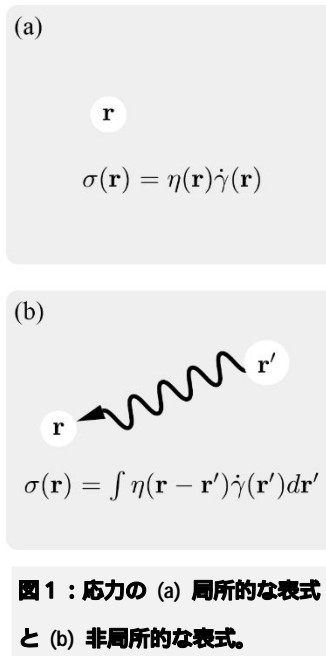 (a)
r
σ(r) = η(r)γ̇(r)
(b)
r′
r
σ(r) = ∫ η(r − r′)γ̇(r′)dr′
図1：応力の (a) 局所的な表式
と (b) 非局所的な表式。